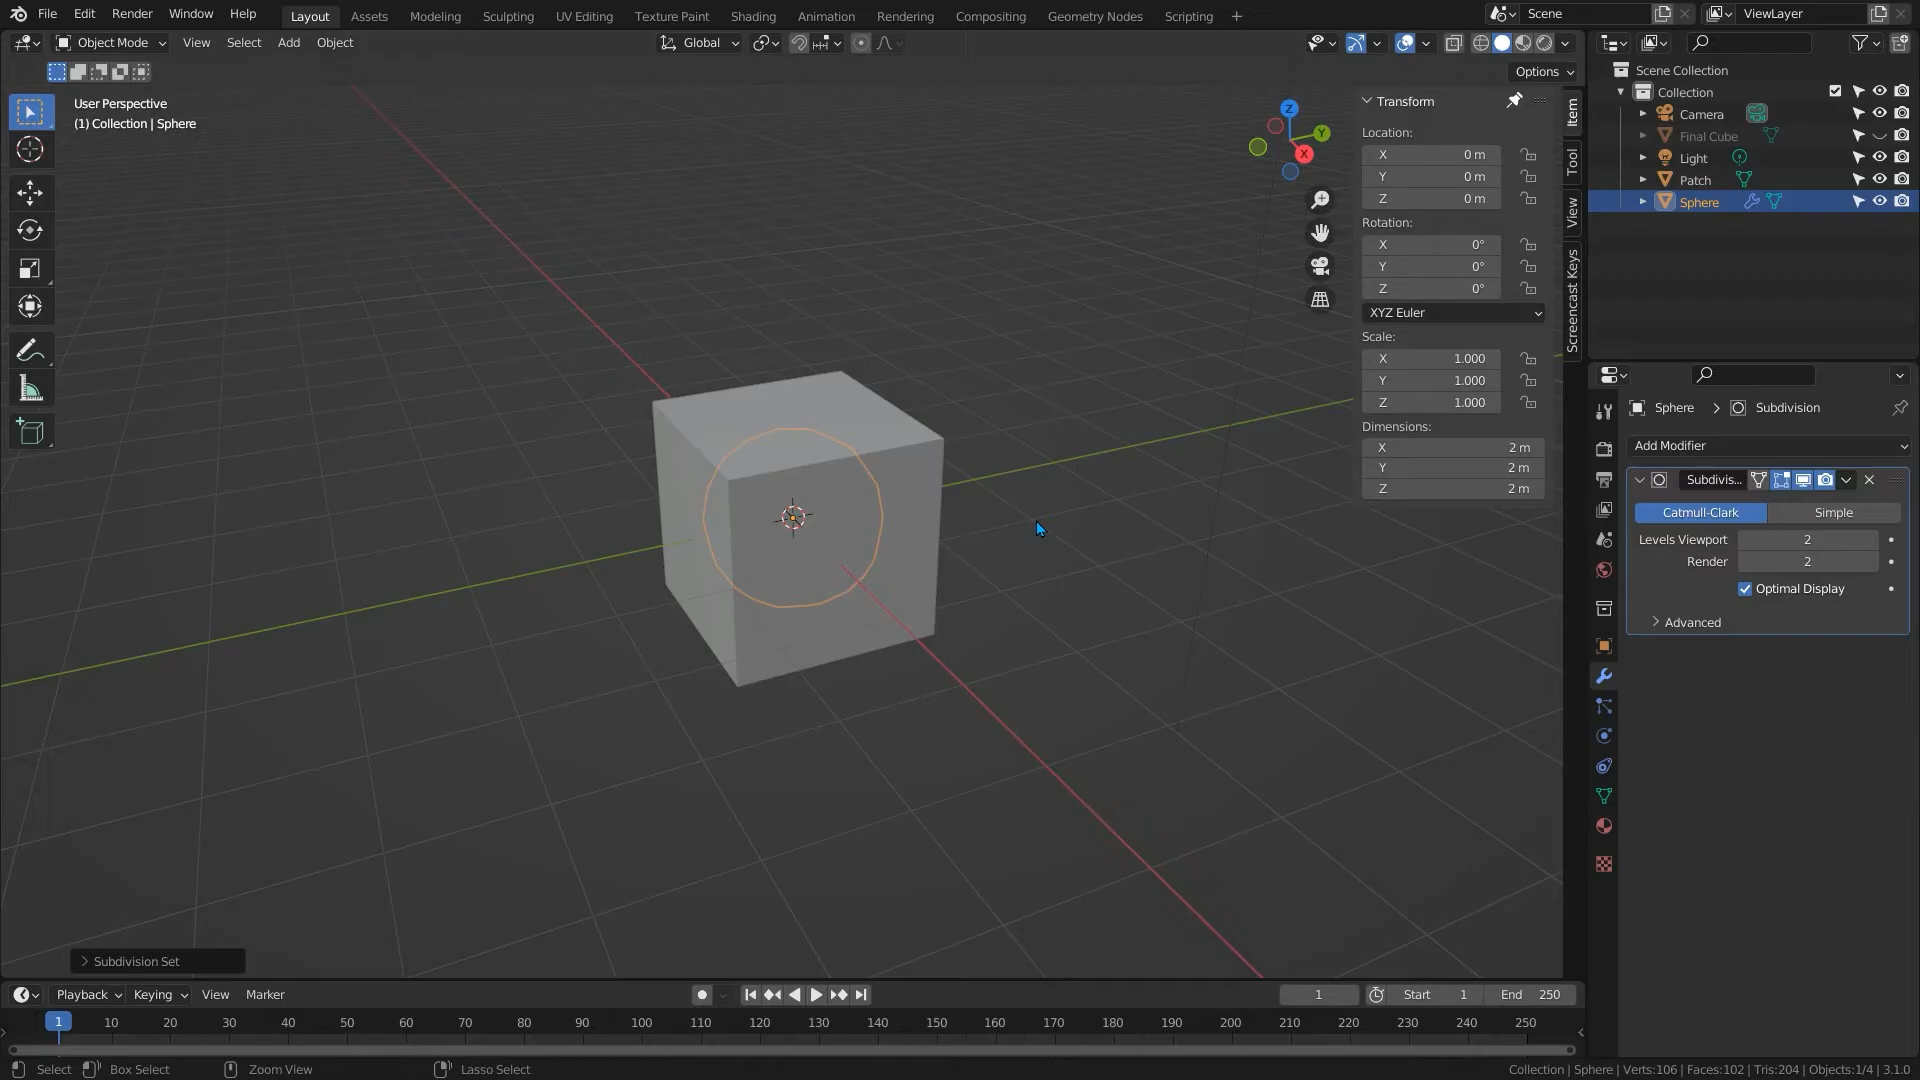 File Edit Render Window Help Layout Assets Modeling Sculpting UV Editing Texture Paint Shading Animation Rendering Compositing Geometry Nodes Scripting + Scene ViewLayer
Object Mode View Select Add Object Global
Options
User Perspective
(1) Collection | Sphere
Z
Y
X
Transform
Location:
X 0 m
Y 0 m
Z 0 m
Rotation:
X 0°
Y 0°
Z 0°
XYZ Euler
Scale:
X 1.000
Y 1.000
Z 1.000
Dimensions:
X 2 m
Y 2 m
Z 2 m
Item
Tool
View
Screencast Keys
Scene Collection
Collection
Camera
Final Cube
Light
Patch
Sphere
Sphere > Subdivision
Add Modifier
Subdivis...
Catmull-Clark Simple
Levels Viewport 2
Render 2
Optimal Display
Advanced
Subdivision Set
Playback Keying View Marker 1 Start 1 End 250
1 10 20 30 40 50 60 70 80 90 100 110 120 130 140 150 160 170 180 190 200 210 220 230 240 250
Select Box Select Zoom View Lasso Select Collection | Sphere | Verts:106 | Faces:102 | Tris:204 | Objects:1/4 | 3.1.0